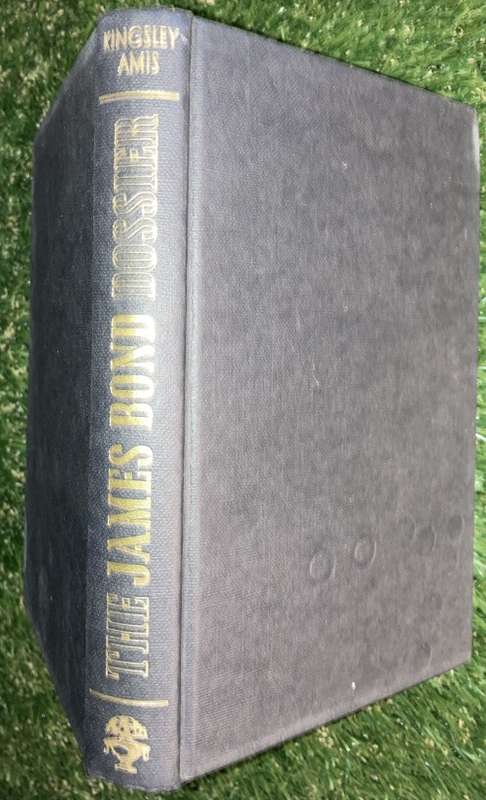 KINGSLEY
AMIS
THE JAMES BOND DOSSIER